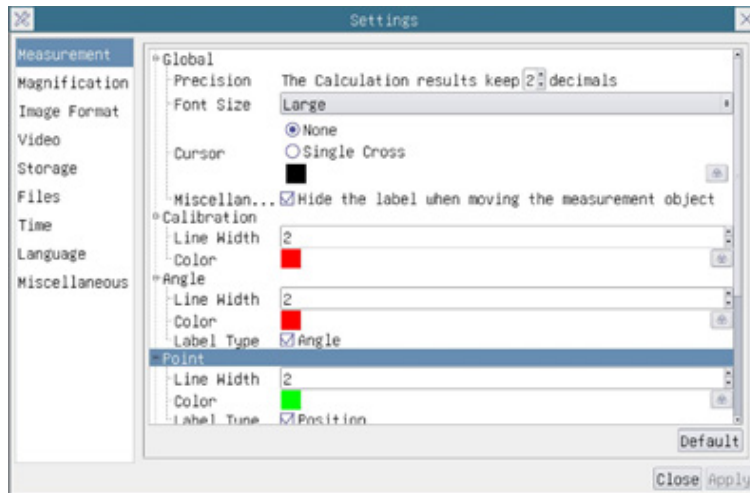 Settings
Measurement
Magnification
Image Format
Video
Storage
Files
Time
Language
Miscellaneous
Global
Precision The Calculation results keep 2 decimals
Font Size Large
None
Cursor Single Cross
Miscellan... Hide the label when moving the measurement object
Calibration
Line Width 2
Color
Angle
Line Width 2
Color
Label Type Angle
Point
Line Width 2
Color
Label Type Position
Default
Close Apply